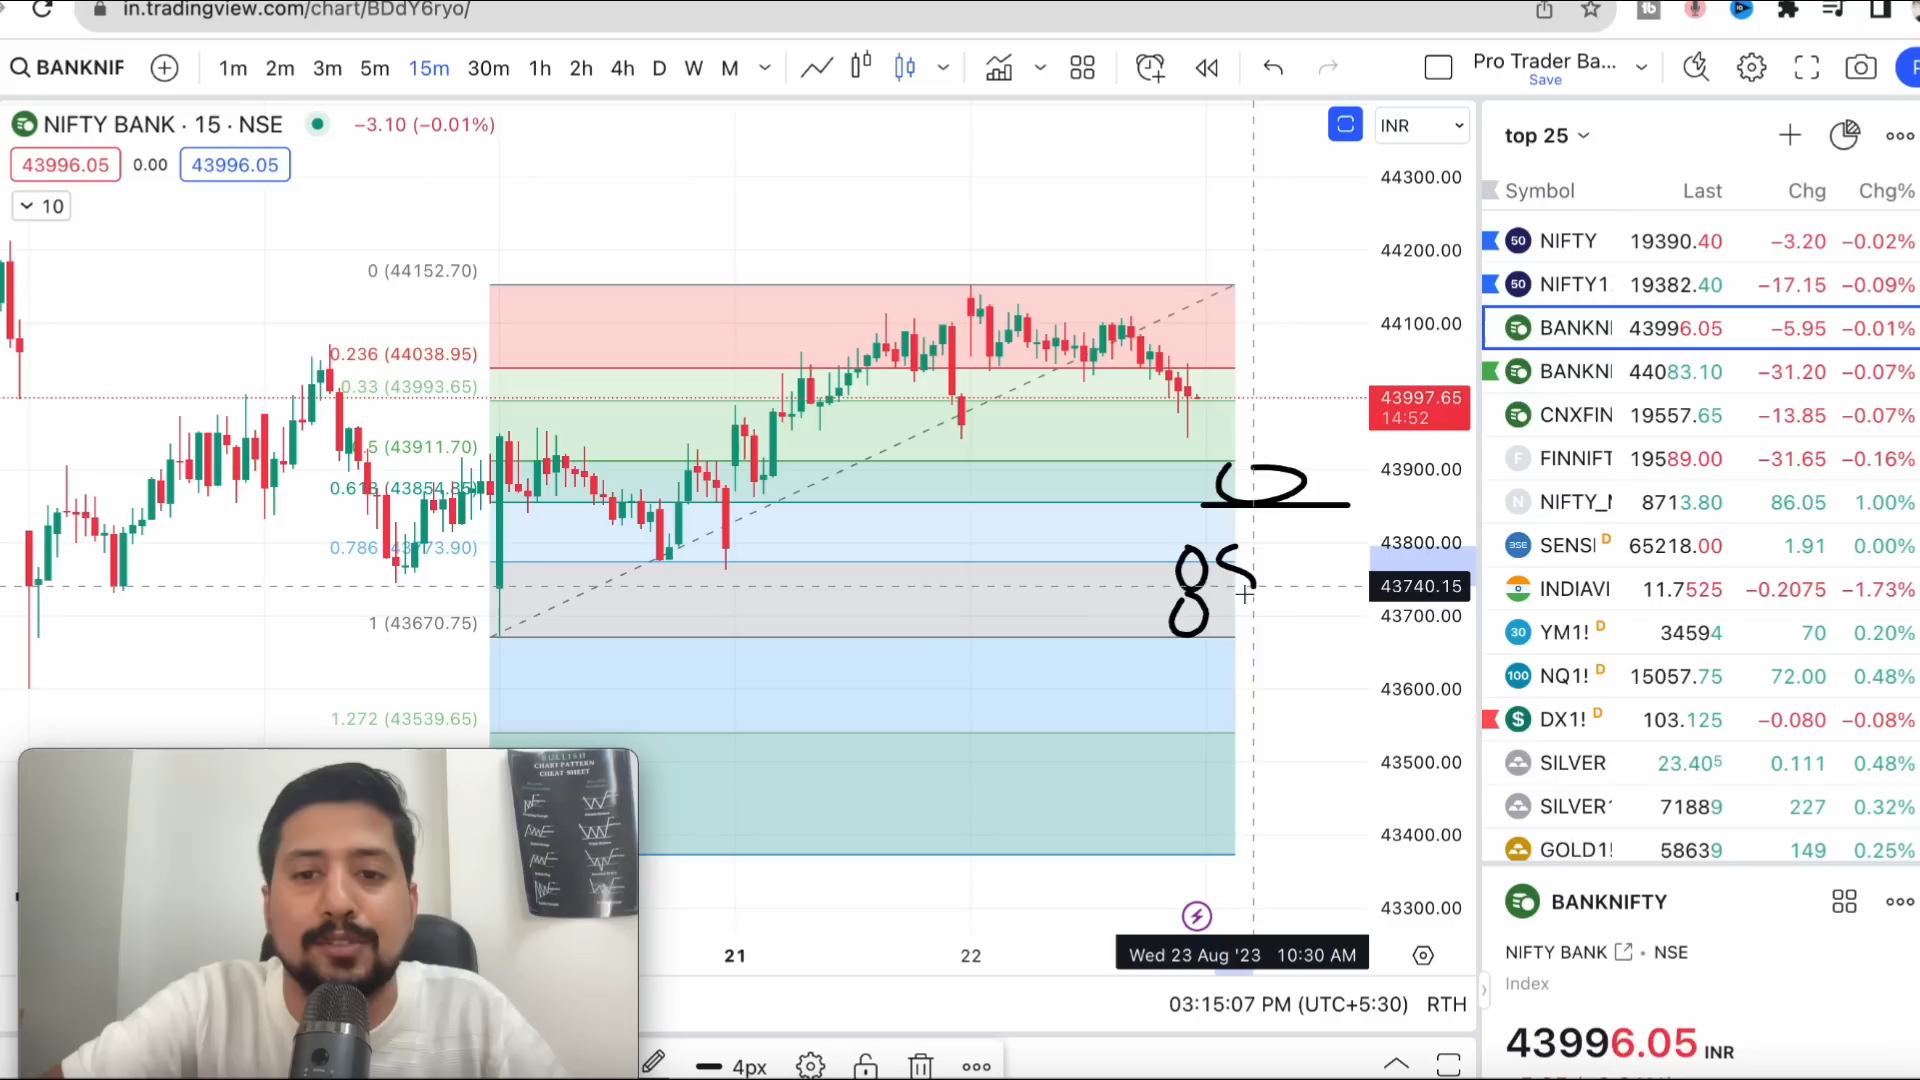 in.tradingview.com/chart/BDdY6ryo/
BANKNIF 1m 2m 3m 5m 15m 30m 1h 2h 4h D W M Pro Trader Ba...
Save
NIFTY BANK · 15 · NSE −3.10 (−0.01%)
43996.05 0.00 43996.05
10
INR
0 (44152.70)
0.236 (44038.95)
0.33 (43993.65)
0.5 (43911.70)
0.618 (43854.85)
0.786 (43773.90)
1 (43670.75)
1.272 (43539.65)
44300.00
44200.00
44100.00
43997.65
14:52
43900.00
43800.00
43740.15
43700.00
43600.00
43500.00
43400.00
43300.00
21 22 Wed 23 Aug '23 10:30 AM
03:15:07 PM (UTC+5:30) RTH
4px
BULLISH
CHART PATTERN
CHEAT SHEET
top 25
Symbol Last Chg Chg%
50 NIFTY 19390.40 −3.20 −0.02%
50 NIFTY1 19382.40 −17.15 −0.09%
BANKNI 43996.05 −5.95 −0.01%
BANKNI 44083.10 −31.20 −0.07%
CNXFIN 19557.65 −13.85 −0.07%
F FINNIFT 19589.00 −31.65 −0.16%
N NIFTY_ 8713.80 86.05 1.00%
BSE SENSI D 65218.00 1.91 0.00%
INDIAVI 11.7525 −0.2075 −1.73%
30 YM1! D 34594 70 0.20%
100 NQ1! D 15057.75 72.00 0.48%
$ DX1! D 103.125 −0.080 −0.08%
SILVER 23.405 0.111 0.48%
SILVER 71889 227 0.32%
GOLD1! 58639 149 0.25%
BANKNIFTY
NIFTY BANK · NSE
Index
43996.05 INR